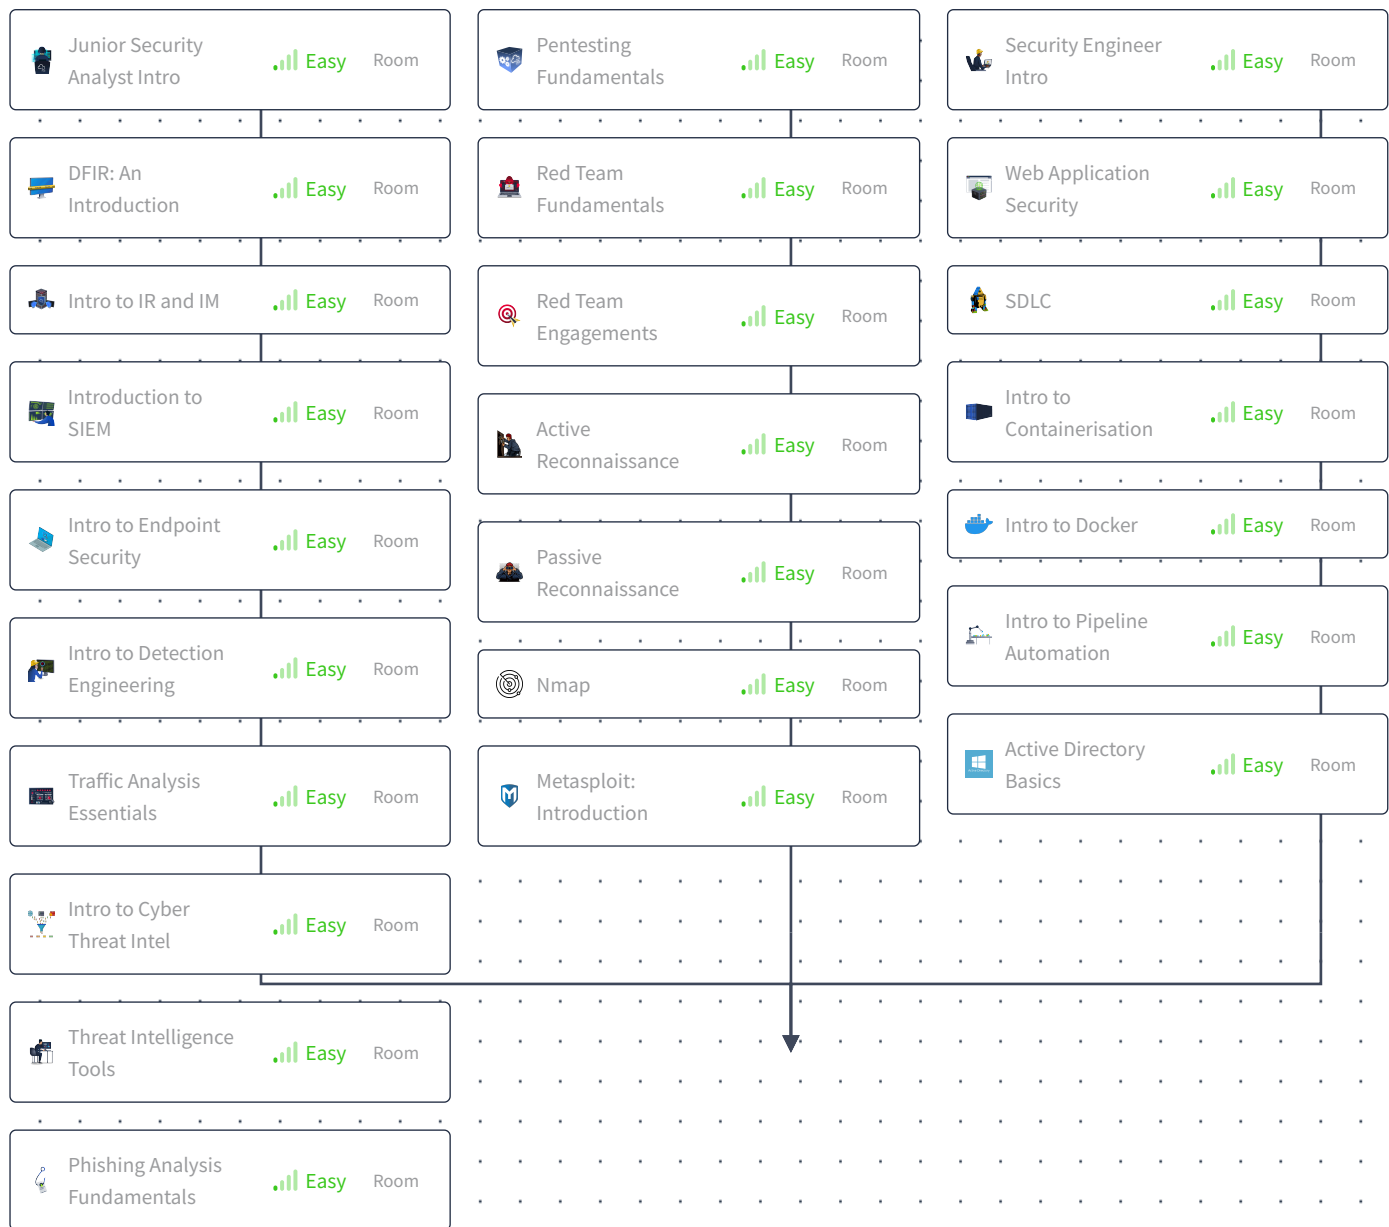 Junior Security
Analyst Intro
Easy
Room
DFIR: An
Introduction
Easy
Room
Intro to IR and IM
Easy
Room
Introduction to
SIEM
Easy
Room
Intro to Endpoint
Security
Easy
Room
Intro to Detection
Engineering
Easy
Room
Traffic Analysis
Essentials
Easy
Room
Intro to Cyber
Threat Intel
Easy
Room
Threat Intelligence
Tools
Easy
Room
Phishing Analysis
Fundamentals
Easy
Room
Pentesting
Fundamentals
Easy
Room
Red Team
Fundamentals
Easy
Room
Red Team
Engagements
Easy
Room
Active
Reconnaissance
Easy
Room
Passive
Reconnaissance
Easy
Room
Nmap
Easy
Room
Metasploit:
Introduction
Easy
Room
Security Engineer
Intro
Easy
Room
Web Application
Security
Easy
Room
SDLC
Easy
Room
Intro to
Containerisation
Easy
Room
Intro to Docker
Easy
Room
Intro to Pipeline
Automation
Easy
Room
Active Directory
Basics
Easy
Room